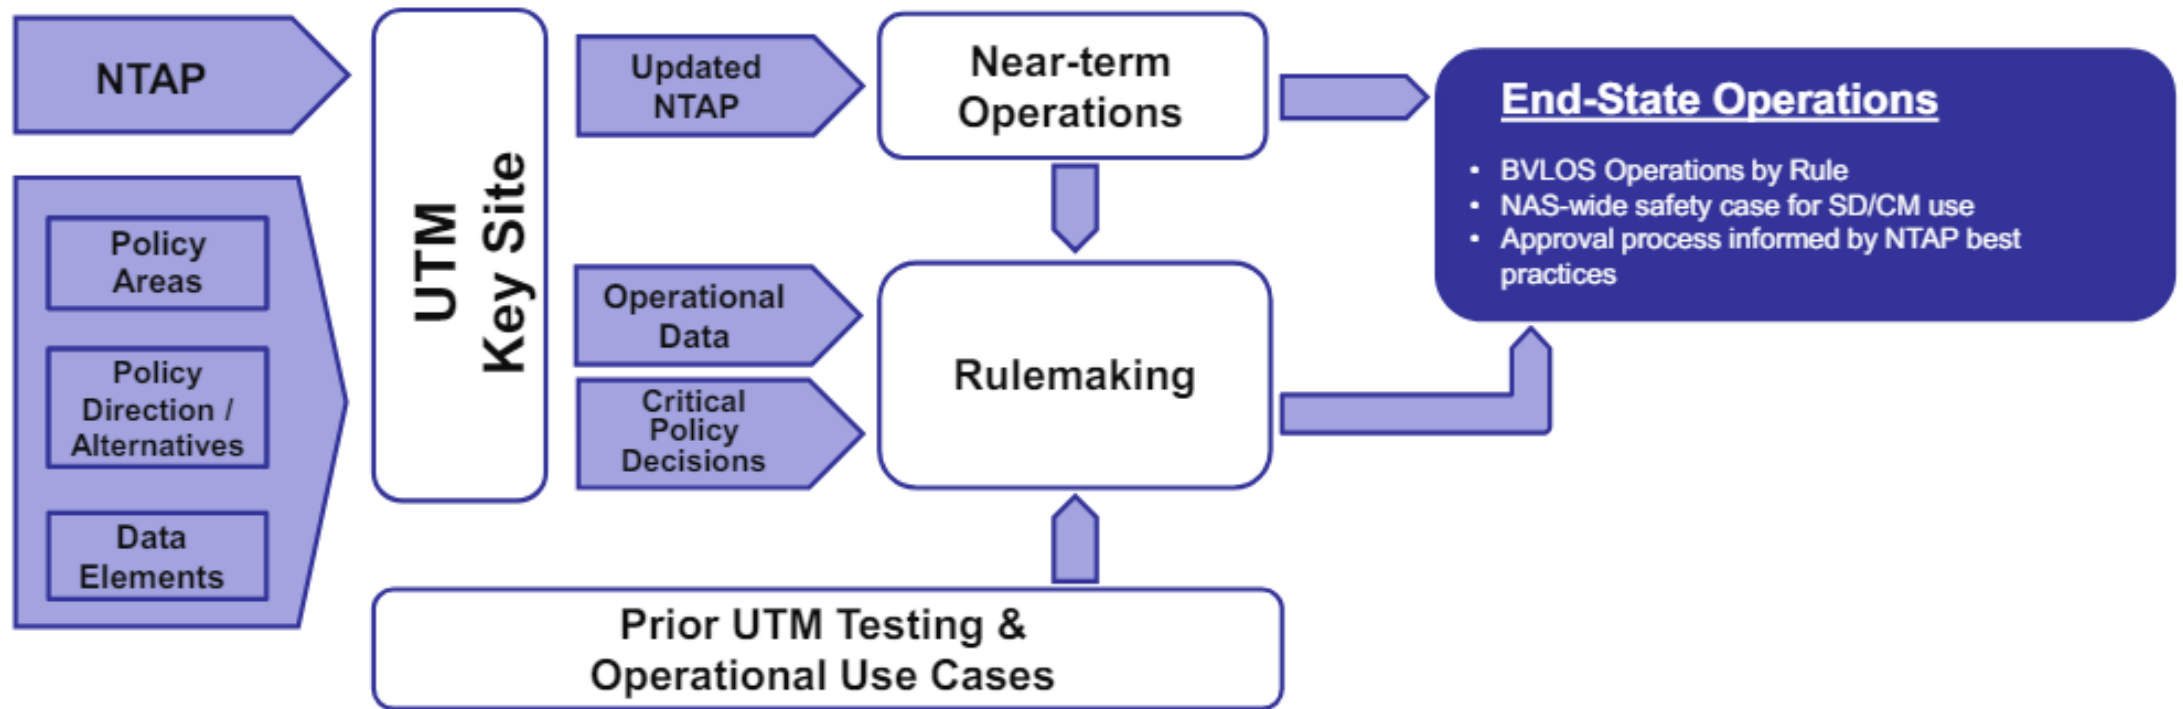 NTAP
Policy
Areas
Policy
Direction /
Alternatives
Data
Elements
UTM
Key Site
Updated
NTAP
Operational
Data
Critical
Policy
Decisions
Near-term
Operations
Rulemaking
Prior UTM Testing &
Operational Use Cases
End-State Operations
• BVLOS Operations by Rule
• NAS-wide safety case for SD/CM use
• Approval process informed by NTAP best
practices